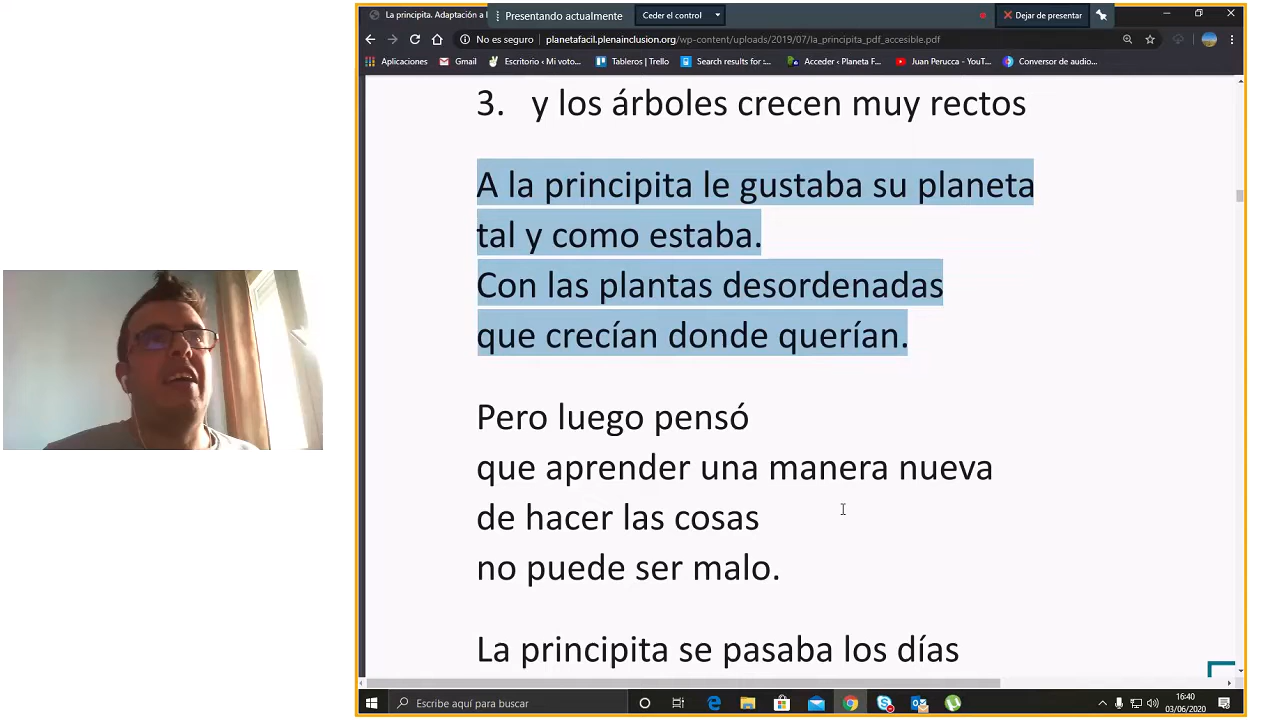 La principita. Adaptación a l
Presentando actualmente
Ceder el control
Dejar de presentar
No es seguro
planetafacil.plenainclusion.org/wp-content/uploads/2019/07/la_principita_pdf_accesible.pdf
Aplicaciones
Gmail
Escritorio ‹ Mi voto...
Tableros | Trello
Search results for:...
Acceder ‹ Planeta F...
Juan Perucca - YouT...
Conversor de audio...
3. y los árboles crecen muy rectos
A la principita le gustaba su planeta
tal y como estaba.
Con las plantas desordenadas
que crecían donde querían.
Pero luego pensó
que aprender una manera nueva
de hacer las cosas
no puede ser malo.
La principita se pasaba los días
Escribe aquí para buscar
16:40
03/06/2020